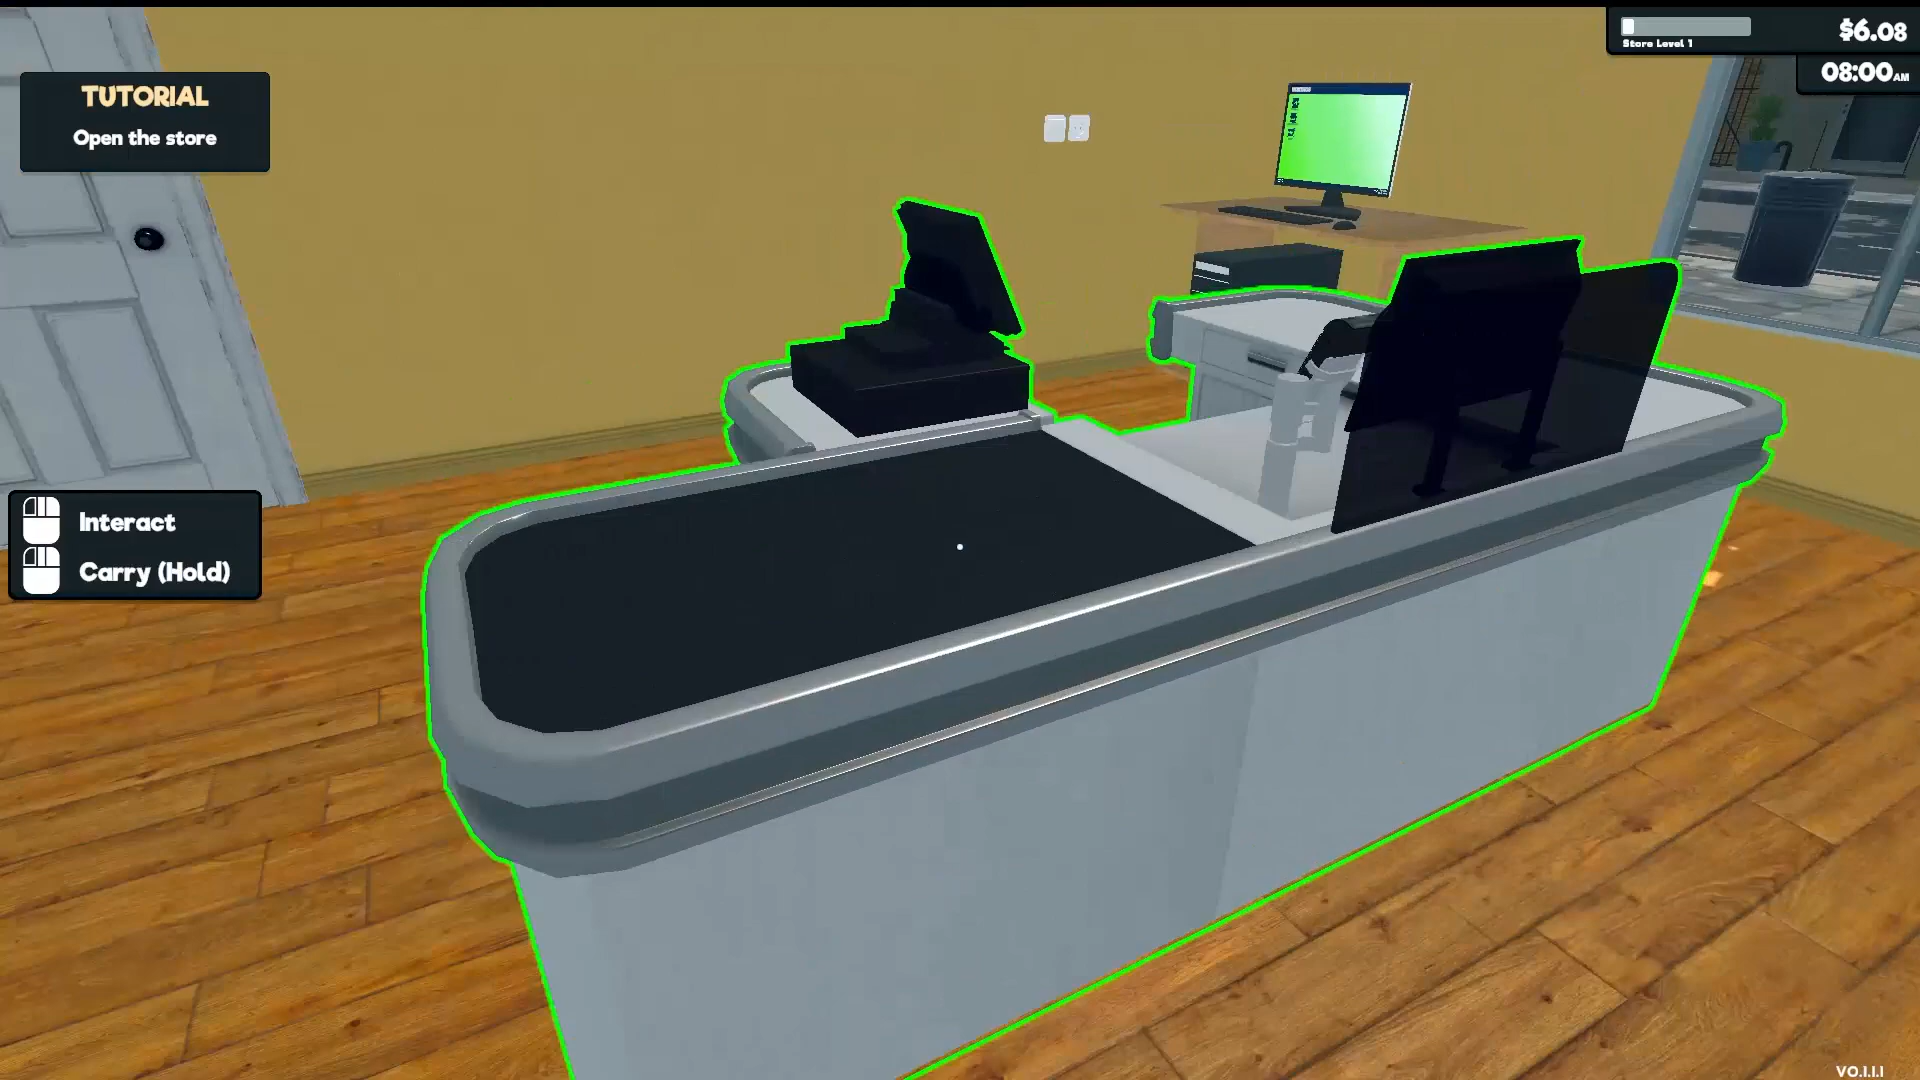 TUTORIAL
Open the store
Interact
Carry (Hold)
Store Level 1
$6.08
08:00AM
V0.1.1.1